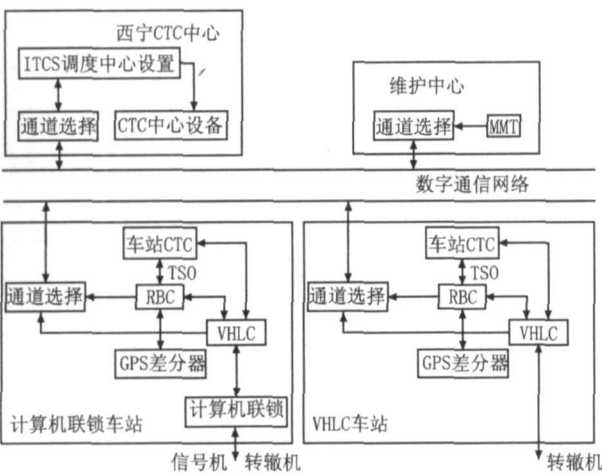 西宁CTC中心
ITCS调度中心设置
通道选择
CTC中心设备
维护中心
通道选择
MMT
数字通信网络
车站CTC
TSO
通道选择
RBC
VHLC
GPS差分器
计算机联锁
计算机联锁车站
信号机 转辙机
车站CTC
TSO
通道选择
RBC
VHLC
GPS差分器
VHLC车站
转辙机